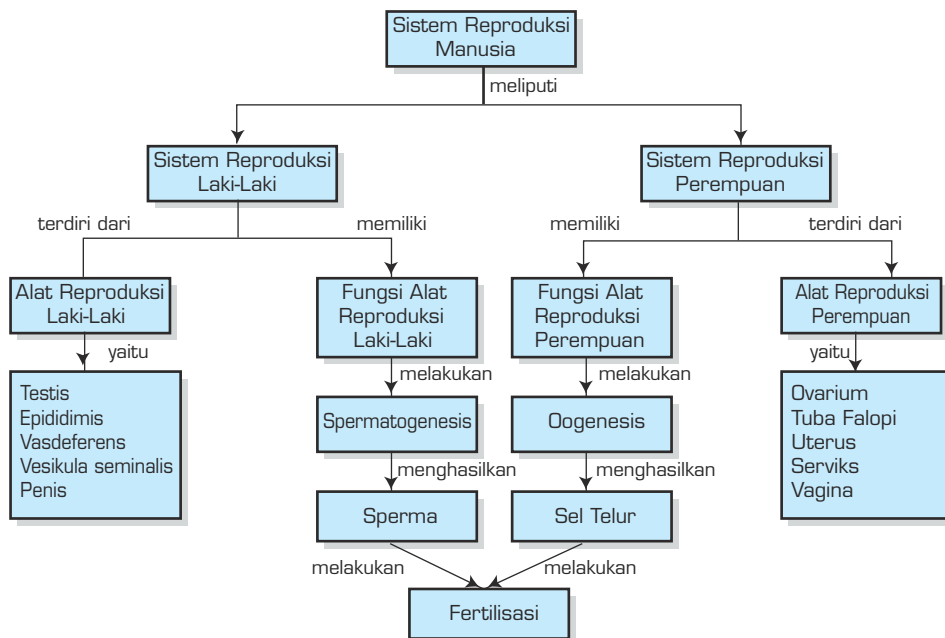 Sistem Reproduksi
Manusia
meliputi
Sistem Reproduksi
Laki-Laki
Sistem Reproduksi
Perempuan
terdiri dari
memiliki
memiliki
terdiri dari
Alat Reproduksi
Laki-Laki
Fungsi Alat
Reproduksi
Laki-Laki
Fungsi Alat
Reproduksi
Perempuan
Alat Reproduksi
Perempuan
yaitu
melakukan
melakukan
yaitu
Testis
Epididimis
Vasdeferens
Vesikula seminalis
Penis
Spermatogenesis
Oogenesis
Ovarium
Tuba Falopi
Uterus
Serviks
Vagina
menghasilkan
menghasilkan
Sperma
Sel Telur
melakukan
melakukan
Fertilisasi